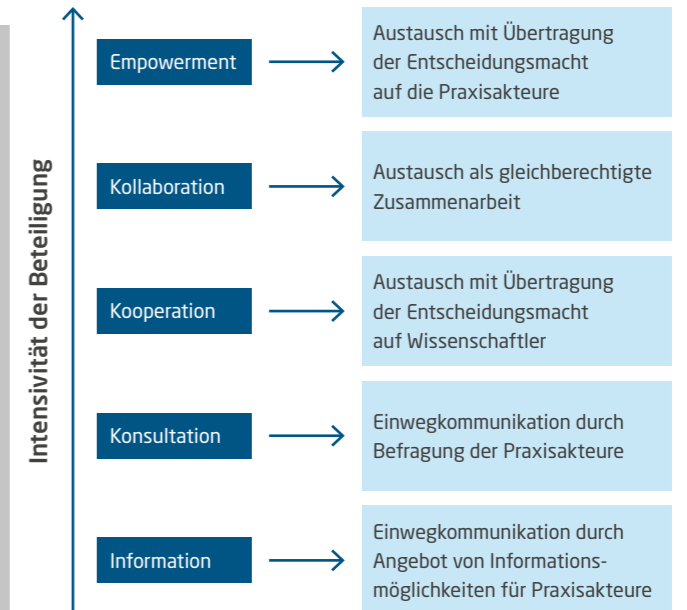 Intensivität der Beteiligung
Empowerment
Austausch mit Übertragung
der Entscheidungsmacht
auf die Praxisakteure
Kollaboration
Austausch als gleichberechtigte
Zusammenarbeit
Kooperation
Austausch mit Übertragung
der Entscheidungsmacht
auf Wissenschaftler
Konsultation
Einwegkommunikation durch
Befragung der Praxisakteure
Information
Einwegkommunikation durch
Angebot von Informations-
möglichkeiten für Praxisakteure